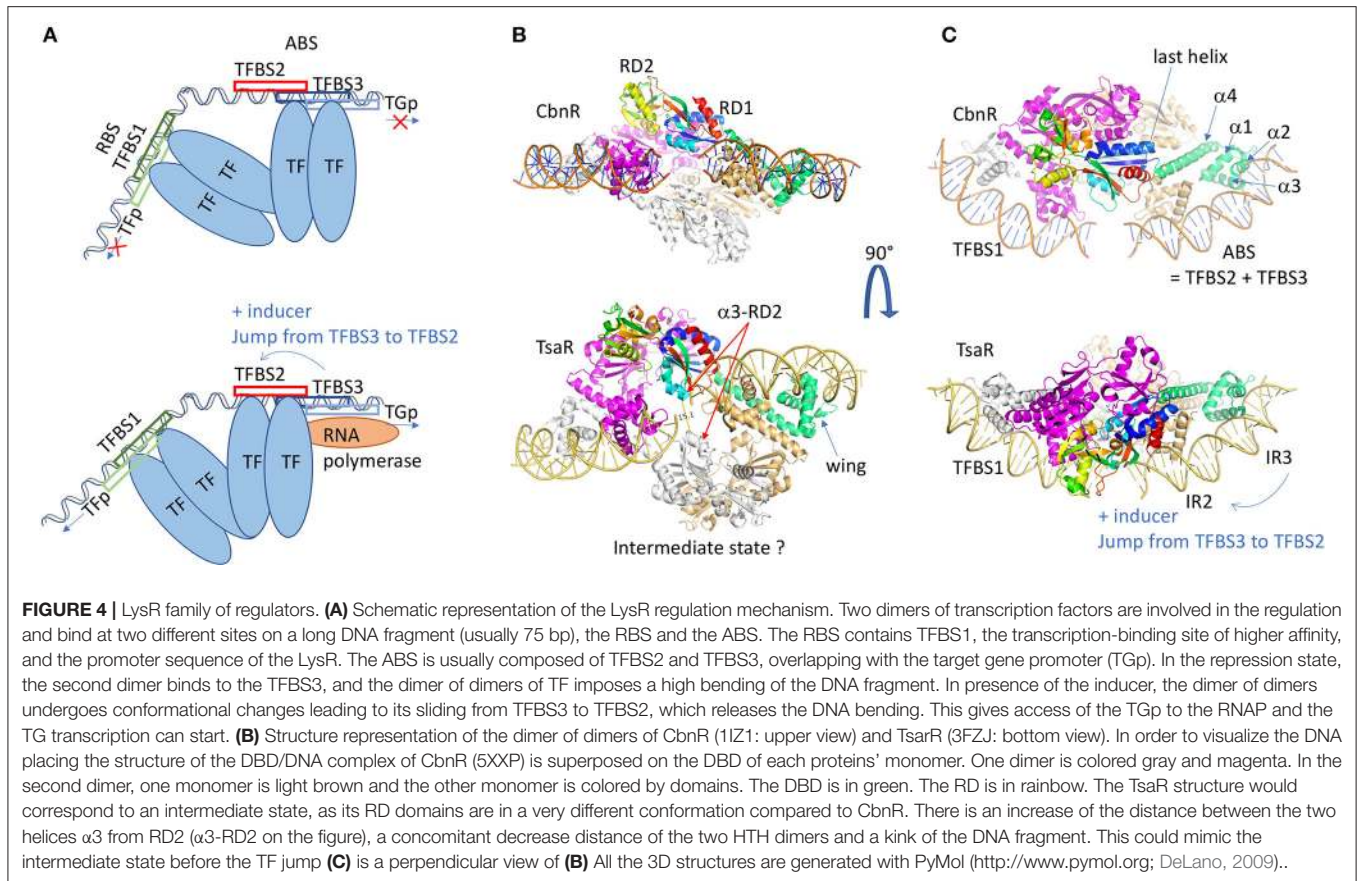 A
ABS
TFBS2
TFBS3
TGp
RBS
TFBS1
TF
TF
TF
TF
TFp
+ inducer
Jump from TFBS3 to TFBS2
TFBS2
TFBS3
TGp
TFBS1
RNA
polymerase
TF
TF
TF
TF
TFp
B
RD2
CbnR
RD1
90°
α3-RD2
TsaR
15.1
wing
Intermediate state ?
C
last helix
CbnR
α4
α1
α2
α3
TFBS1
ABS
= TFBS2 + TFBS3
TsaR
TFBS1
IR3
IR2
+ inducer
Jump from TFBS3 to TFBS2
FIGURE 4 | LysR family of regulators. (A) Schematic representation of the LysR regulation mechanism. Two dimers of transcription factors are involved in the regulation
and bind at two different sites on a long DNA fragment (usually 75 bp), the RBS and the ABS. The RBS contains TFBS1, the transcription-binding site of higher affinity,
and the promoter sequence of the LysR. The ABS is usually composed of TFBS2 and TFBS3, overlapping with the target gene promoter (TGp). In the repression state,
the second dimer binds to the TFBS3, and the dimer of dimers of TF imposes a high bending of the DNA fragment. In presence of the inducer, the dimer of dimers
undergoes conformational changes leading to its sliding from TFBS3 to TFBS2, which releases the DNA bending. This gives access of the TGp to the RNAP and the
TG transcription can start. (B) Structure representation of the dimer of dimers of CbnR (1IZ1: upper view) and TsarR (3FZJ: bottom view). In order to visualize the DNA
placing the structure of the DBD/DNA complex of CbnR (5XXP) is superposed on the DBD of each proteins' monomer. One dimer is colored gray and magenta. In the
second dimer, one monomer is light brown and the other monomer is colored by domains. The DBD is in green. The RD is in rainbow. The TsaR structure would
correspond to an intermediate state, as its RD domains are in a very different conformation compared to CbnR. There is an increase of the distance between the two
helices α3 from RD2 (α3-RD2 on the figure), a concomitant decrease distance of the two HTH dimers and a kink of the DNA fragment. This could mimic the
intermediate state before the TF jump (C) is a perpendicular view of (B) All the 3D structures are generated with PyMol (http://www.pymol.org; DeLano, 2009)..